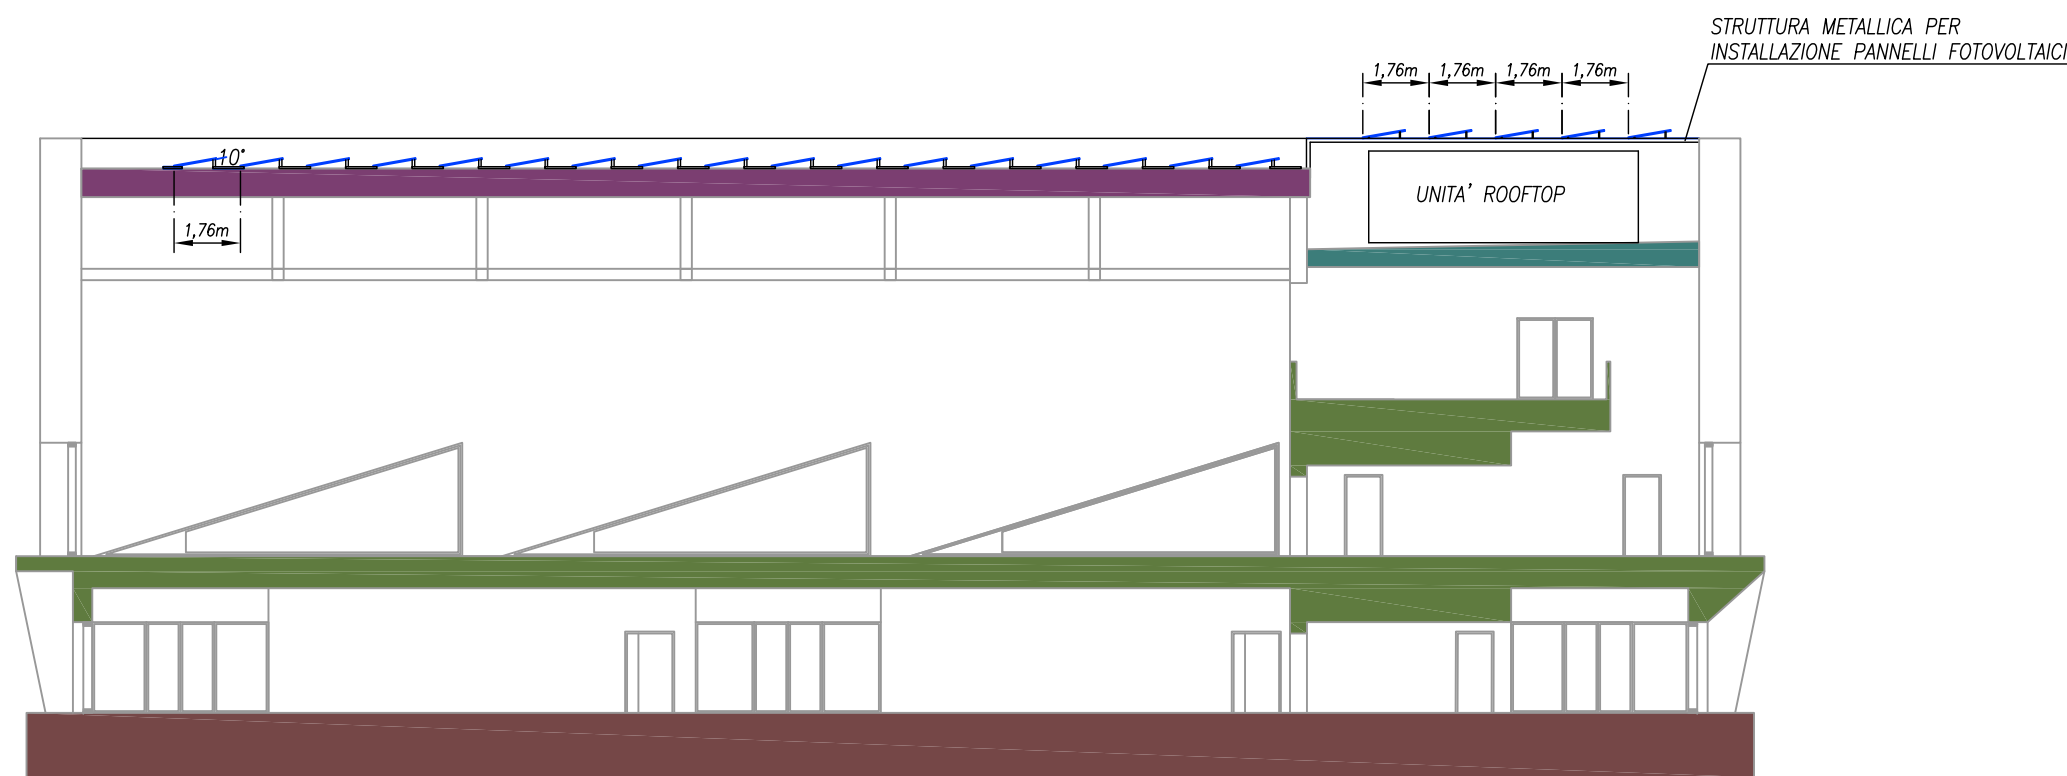 STRUTTURA METALLICA PER
INSTALLAZIONE PANNELLI FOTOVOLTAICI
1,76m 1,76m 1,76m 1,76m
10°
UNITA' ROOFTOP
1,76m